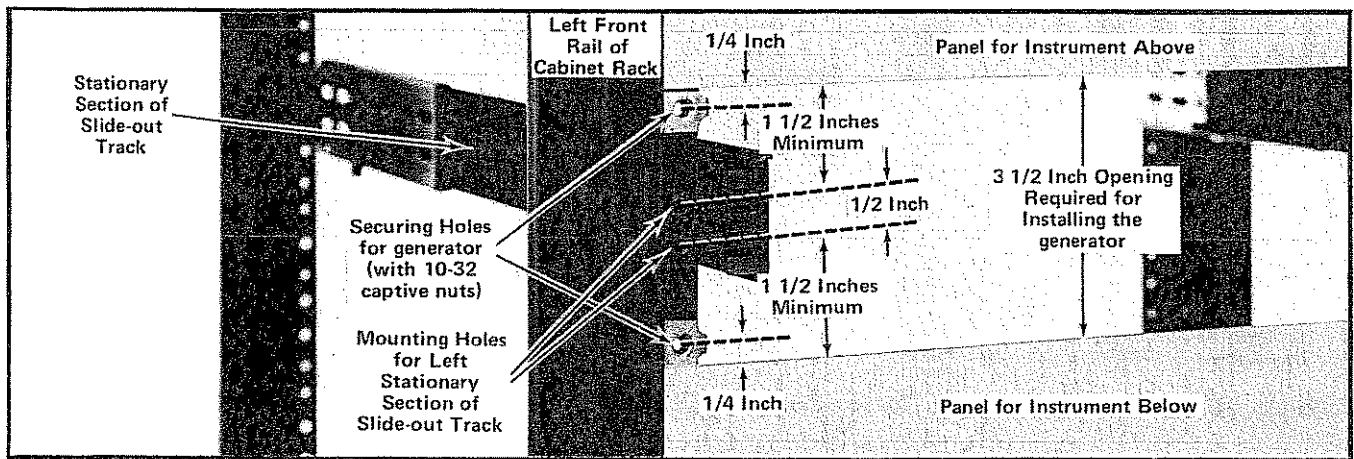 Left Front
Rail of
Cabinet Rack
1/4 Inch
Panel for Instrument Above
Stationary
Section of
Slide-out
Track
1 1/2 Inches
Minimum
3 1/2 Inch Opening
Required for
Installing the
generator
1/2 Inch
Securing Holes
for generator
(with 10-32
captive nuts)
1 1/2 Inches
Minimum
Mounting Holes
for Left
Stationary
Section of
Slide-out Track
1/4 Inch
Panel for Instrument Below